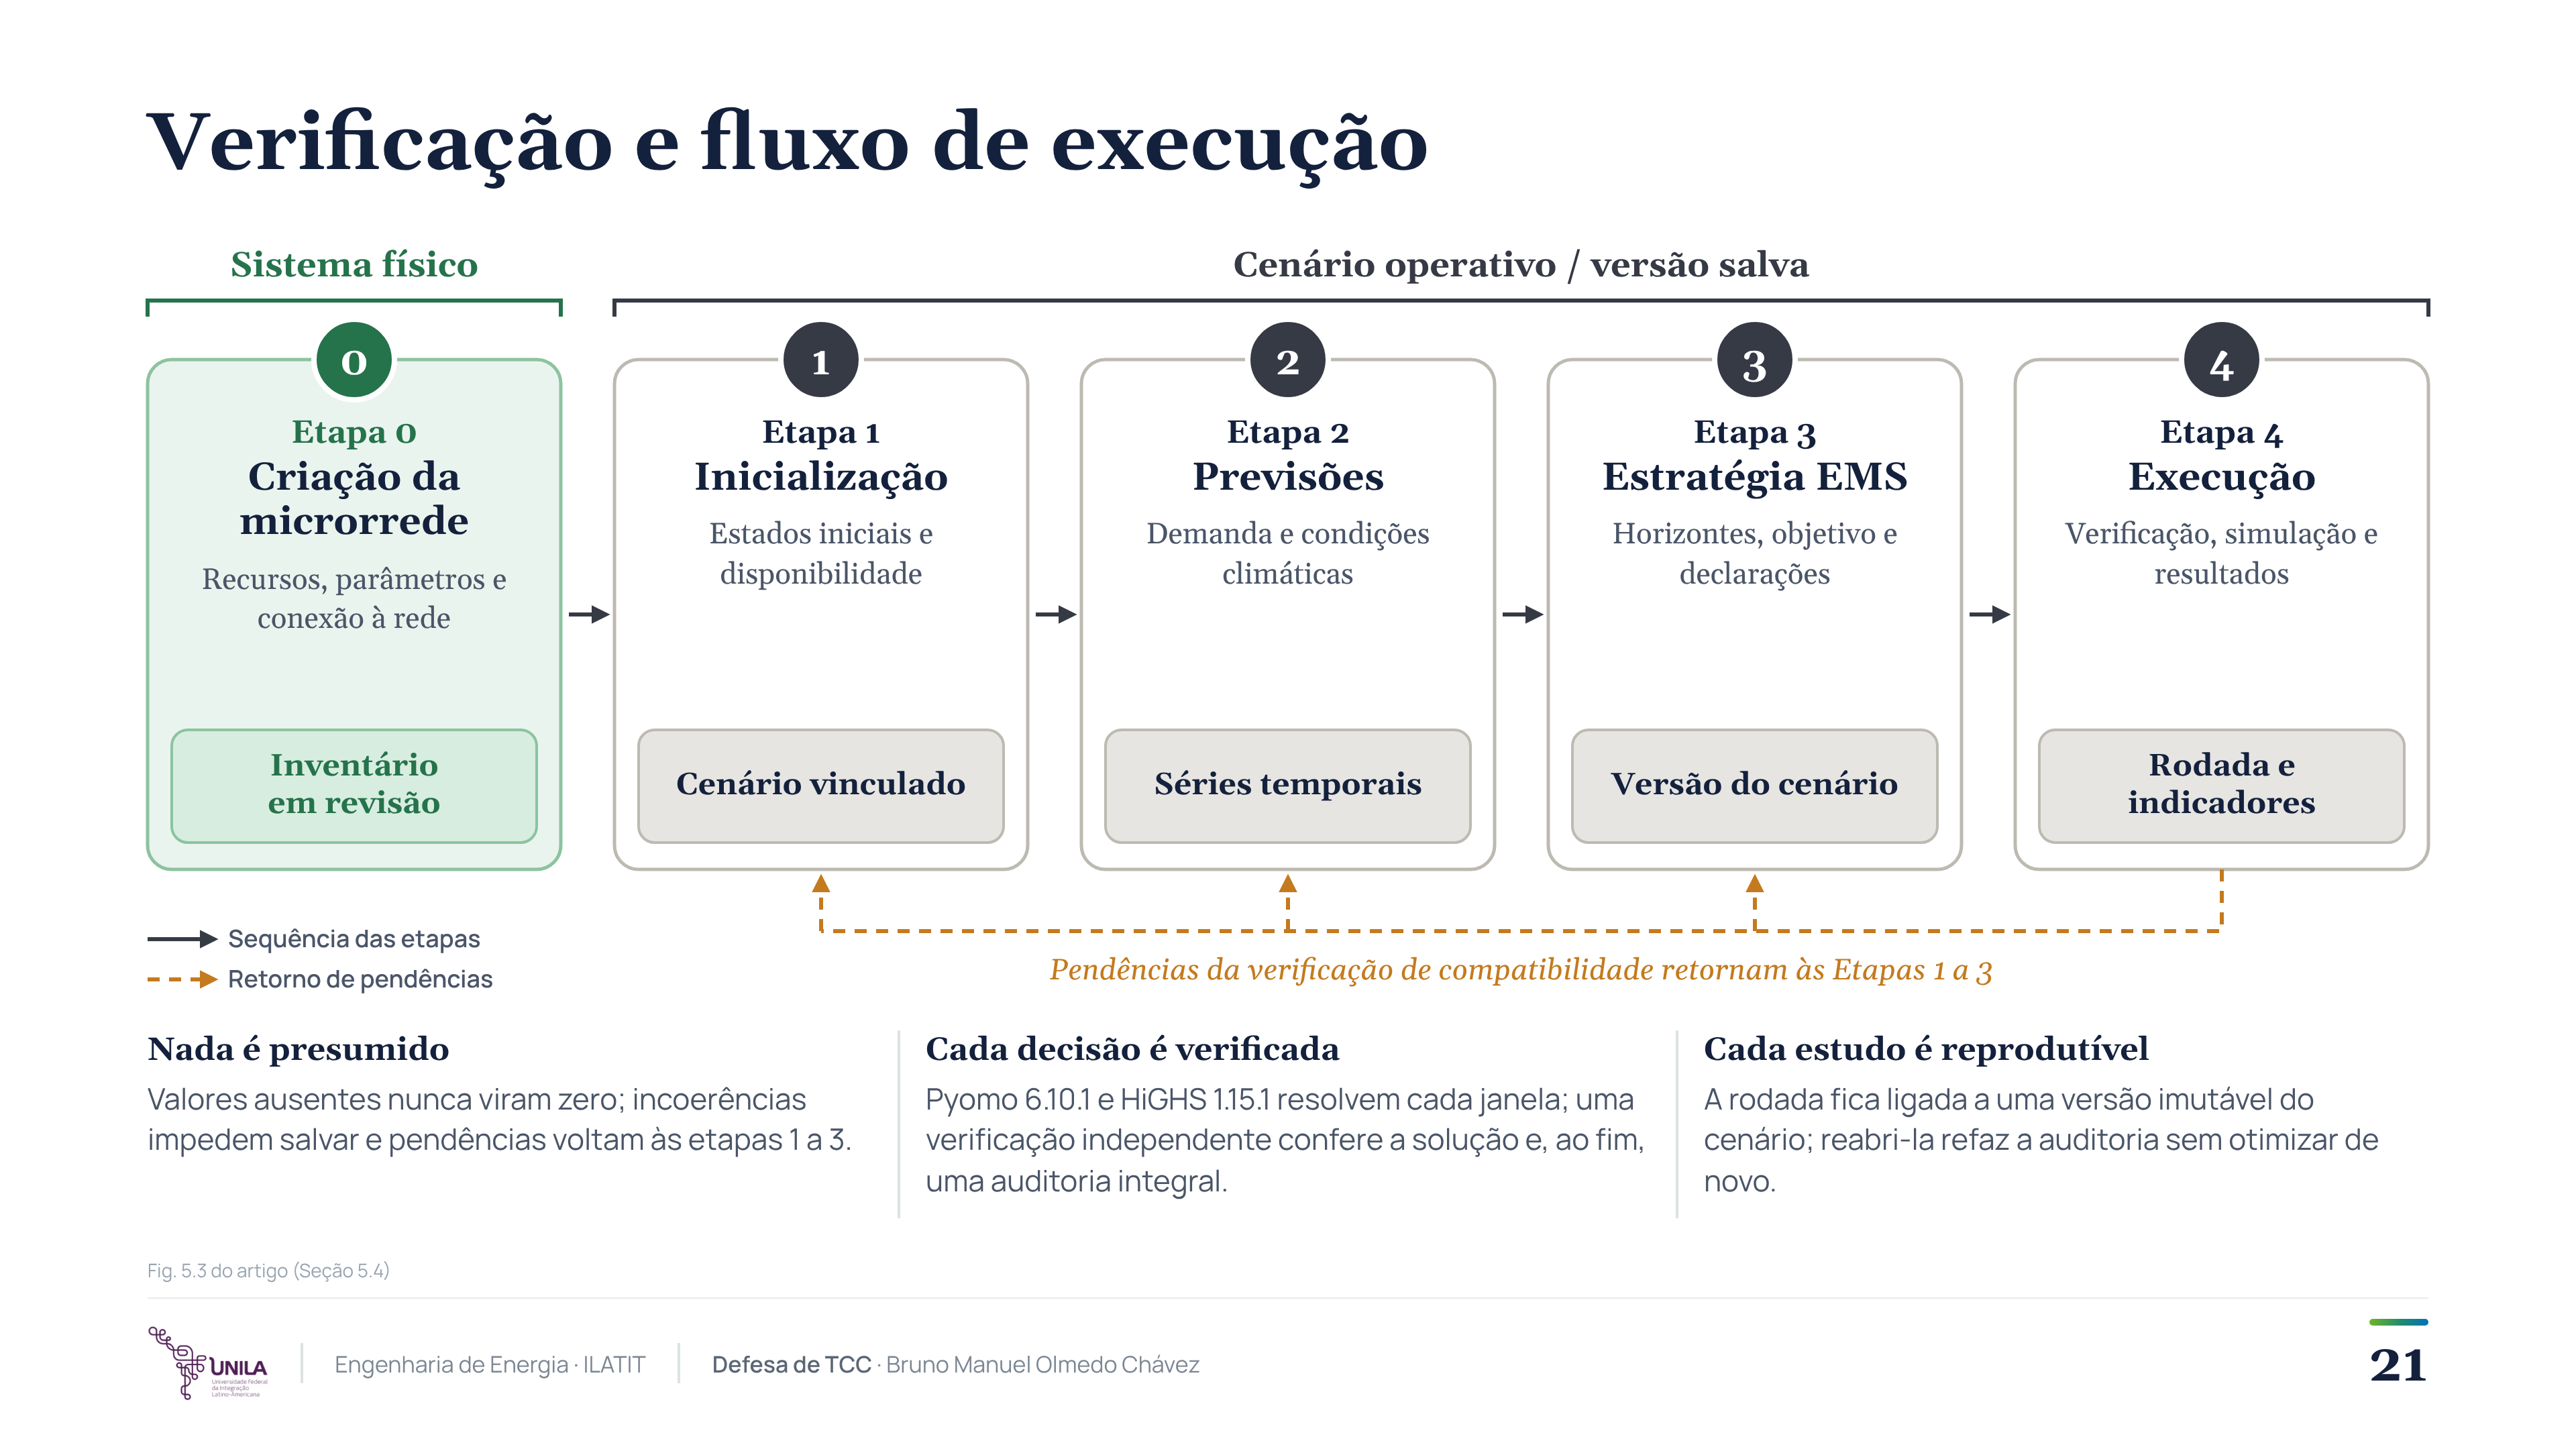 Verificação e fluxo de execução
Sistema físico
Cenário operativo / versão salva
0
Etapa 0
Criação da
microrrede
Recursos, parâmetros e
conexão à rede
Inventário
em revisão
1
Etapa 1
Inicialização
Estados iniciais e
disponibilidade
Cenário vinculado
2
Etapa 2
Previsões
Demanda e condições
climáticas
Séries temporais
3
Etapa 3
Estratégia EMS
Horizontes, objetivo e
declarações
Versão do cenário
4
Etapa 4
Execução
Verificação, simulação e
resultados
Rodada e
indicadores
Sequência das etapas
Retorno de pendências
Pendências da verificação de compatibilidade retornam às Etapas 1 a 3
Nada é presumido
Valores ausentes nunca viram zero; incoerências
impedem salvar e pendências voltam às etapas 1 a 3.
Cada decisão é verificada
Pyomo 6.10.1 e HiGHS 1.15.1 resolvem cada janela; uma
verificação independente confere a solução e, ao fim,
uma auditoria integral.
Cada estudo é reprodutível
A rodada fica ligada a uma versão imutável do
cenário; reabri-la refaz a auditoria sem otimizar de
novo.
Fig. 5.3 do artigo (Seção 5.4)
UNILA
Universidade Federal
da Integração
Latino-Americana
Engenharia de Energia · ILATIT
Defesa de TCC · Bruno Manuel Olmedo Chávez
21